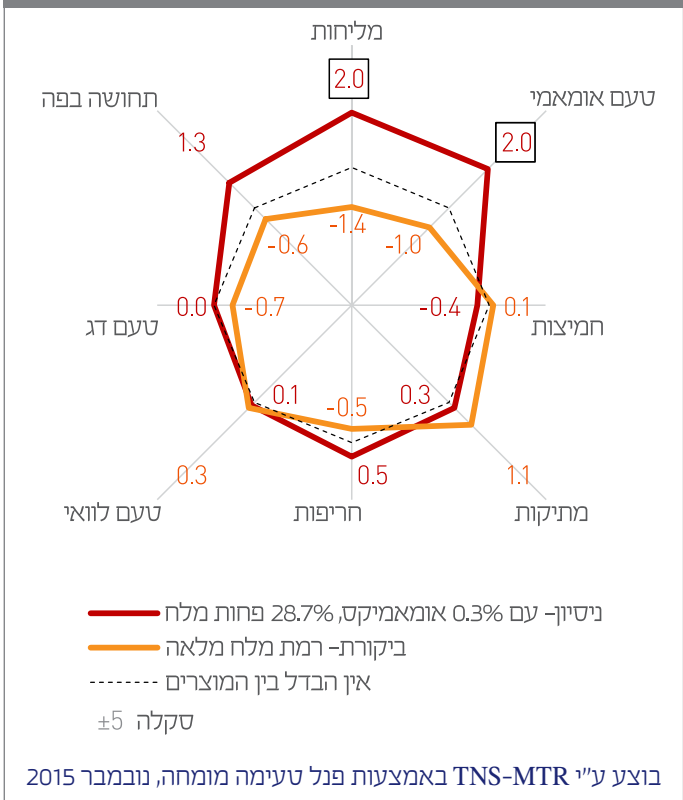 מליחות
2.0
טעם אומאמי
2.0
תחושה בפה
1.3
-1.4
-1.0
-0.6
טעם דג
0.0
-0.7
-0.4
0.1
חמיצות
0.1
-0.5
0.3
0.3
0.5
1.1
טעם לוואי
חריפות
מתיקות
ניסיון- עם 0.3% אומאמיקס, 28.7% פחות מלח
ביקורת- רמת מלח מלאה
אין הבדל בין המוצרים
סקלה ±5
בוצע ע"י TNS-MTR באמצעות פנל טעימה מומחה, נובמבר 2015